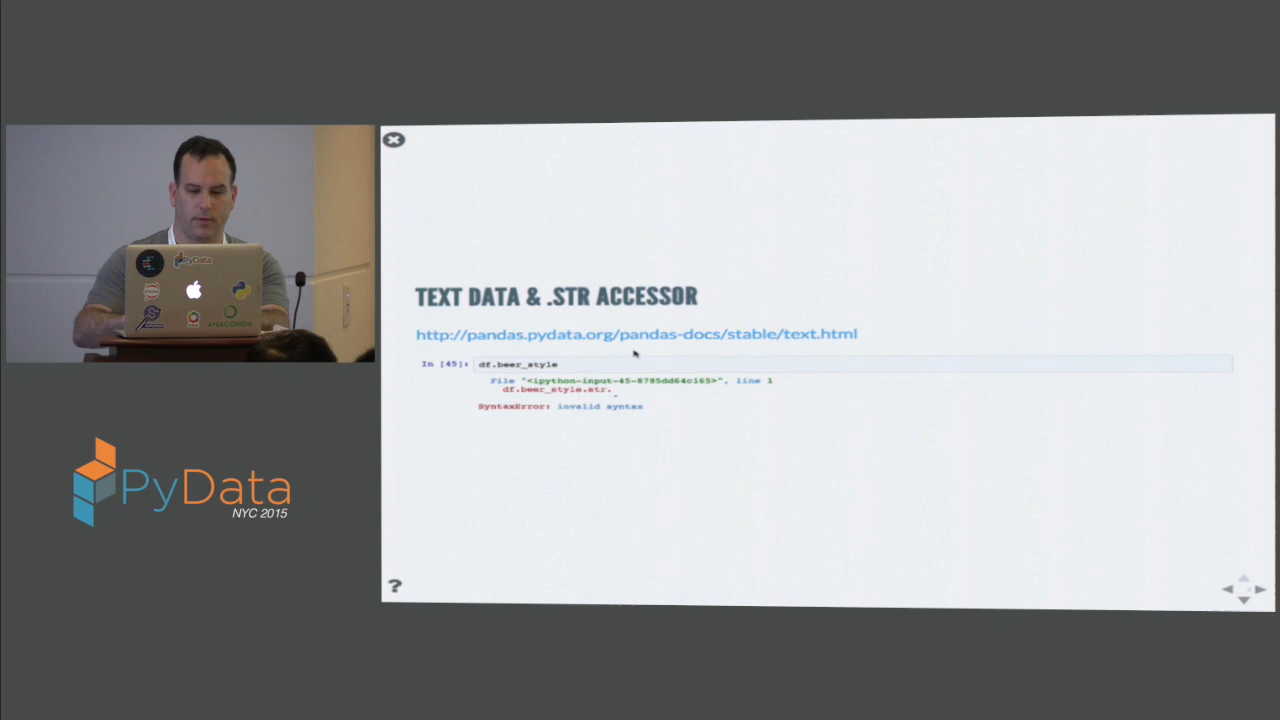 PyData
ANACONDA
PyData
NYC 2015
TEXT DATA & .STR ACCESSOR
http://pandas.pydata.org/pandas-docs/stable/text.html
In [45]: df.beer_style
File "<ipython-input-45-8785dd64c165>", line 1
df.beer_style.str.
^
SyntaxError: invalid syntax
?